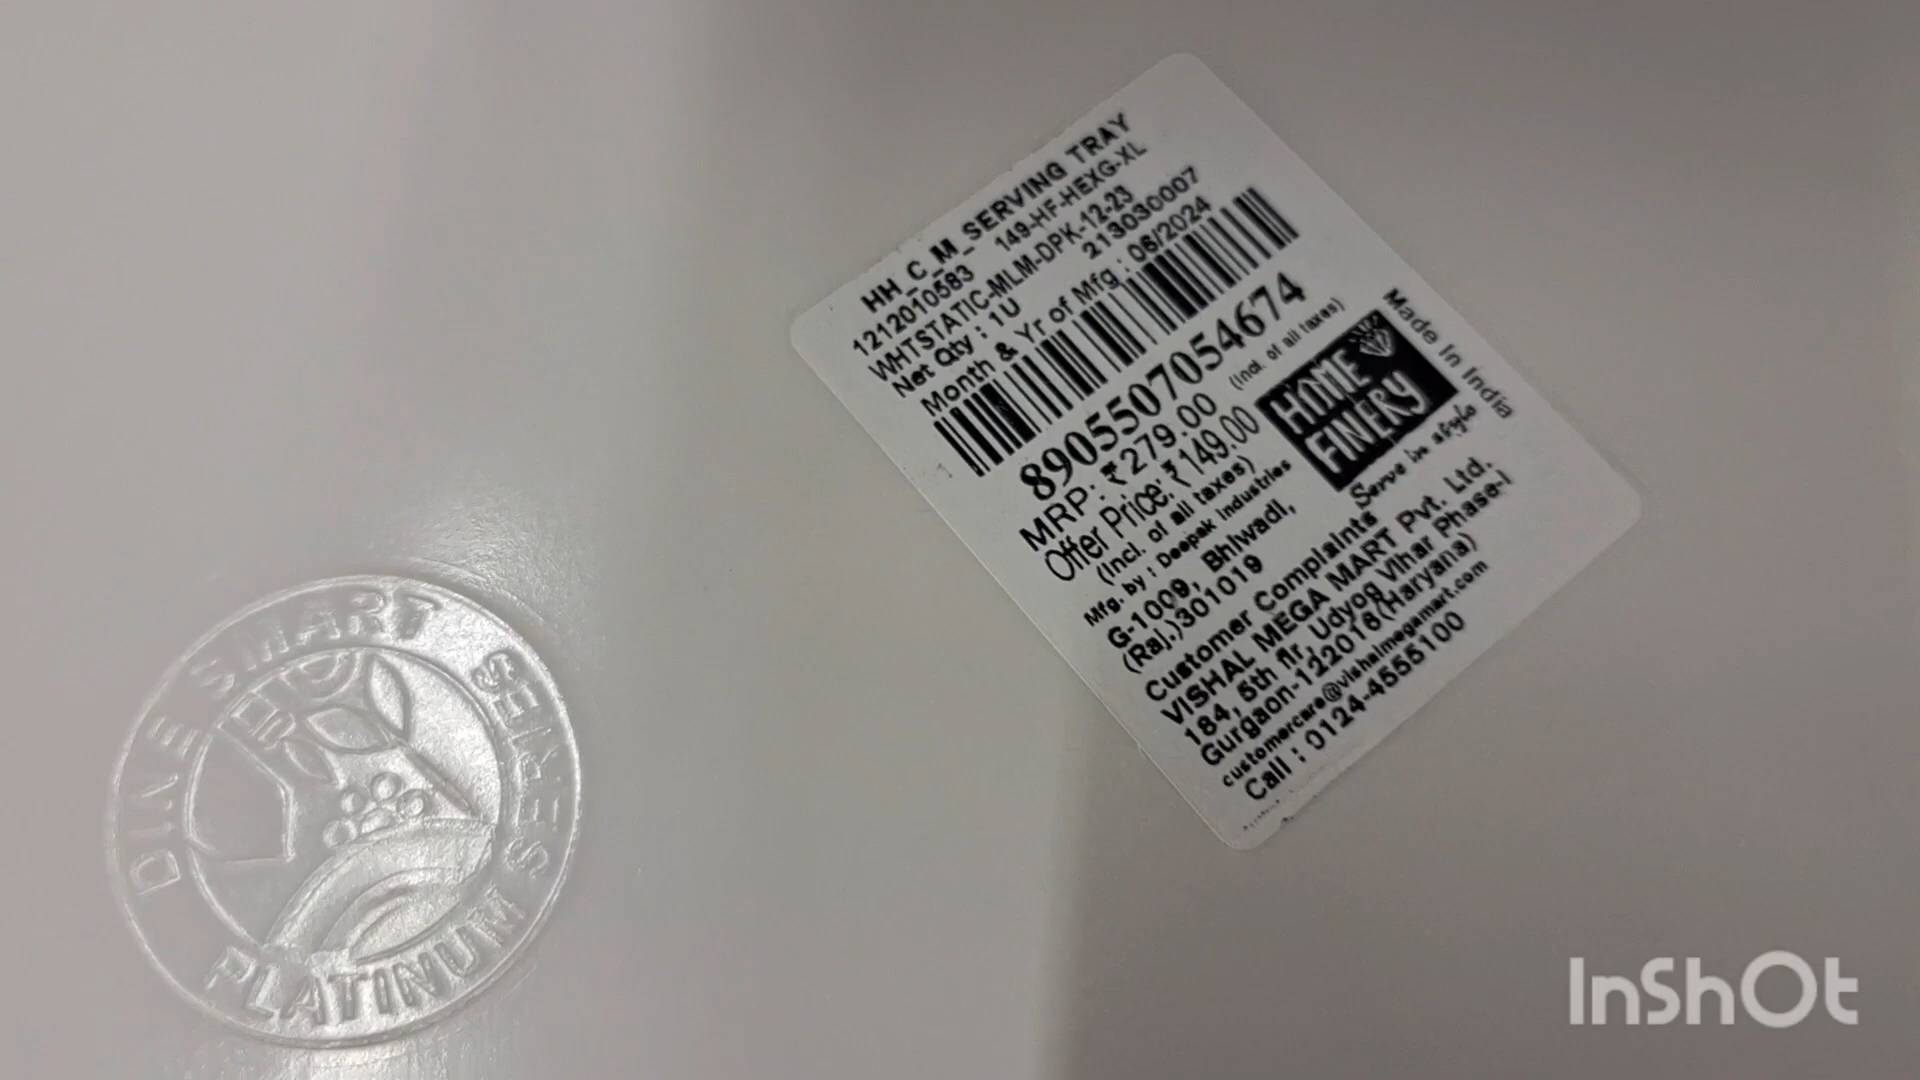 HH_C_M_SERVING TRAY
1212010583 149-HF-HEXG-XL
WHTSTATIC-MLM-DPK-12-23
Net Qty : 1U 213030007
Month & Yr of Mfg : 06/2024
8905507054674
MRP: ₹279.00 (Incl. of all taxes)
Offer Price: ₹149.00
(Incl. of all taxes)
Mfg. by : Deepak Industries
G-1009, Bhiwadi,
(Raj.)301019
HOME
FINERY
Serve in style
Made in India
Customer Complaints
VISHAL MEGA MART Pvt. Ltd.
184, 5th flr, Udyog Vihar Phase-I
Gurgaon-122016(Haryana)
customercare@vishalmegamart.com
Call : 0124-4555100
DINE SMART SERIES
PLATINUM
InShOt